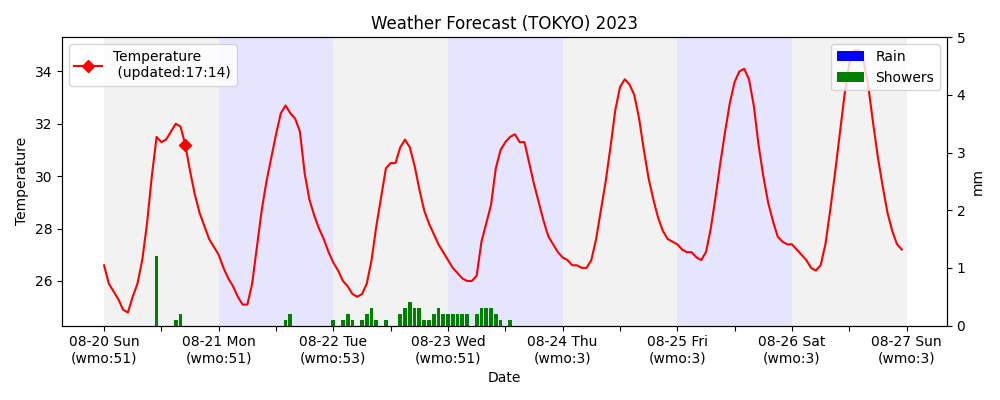 Weather Forecast (TOKYO) 2023
Temperature
(updated:17:14)
Rain
Showers
Temperature
34
32
30
28
26
5
4
3
2
1
0
mm
08-20 Sun
(wmo:51)
08-21 Mon
(wmo:51)
08-22 Tue
(wmo:53)
08-23 Wed
(wmo:51)
08-24 Thu
(wmo:3)
08-25 Fri
(wmo:3)
08-26 Sat
(wmo:3)
08-27 Sun
(wmo:3)
Date